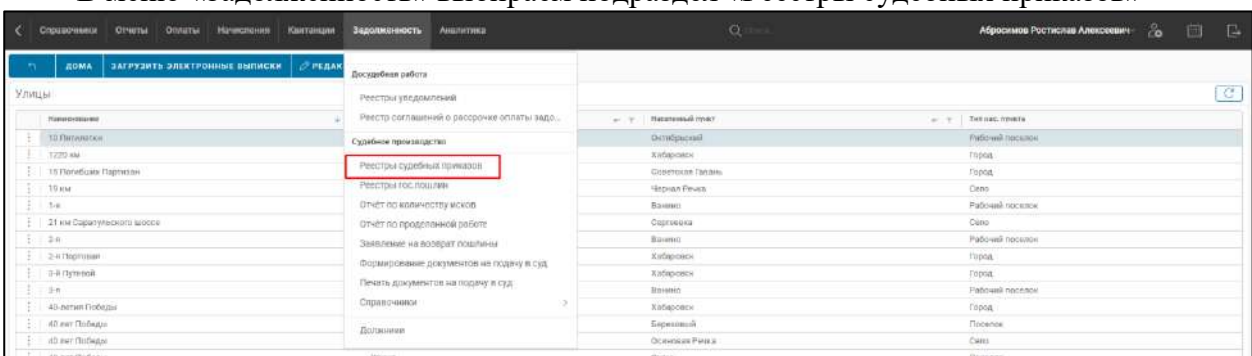 В меню «Задолженность» выбираем подраздел «Реестры судебных приказов»
Справочники Отчеты Оплаты Начисления Квитанции Задолженность Аналитика Абросимов Ростислав Алексеевич
ДОМА ЗАГРУЗИТЬ ЭЛЕКТРОННЫЕ ВЫПИСКИ РЕДАК
Досудебная работа
Улицы
Реестры уведомлений
Реестр соглашений о рассрочке оплаты задо...
Наименование Населенный пункт Тип нас. пункта
Судебное производство
10 Пятилетки Октябрьский Рабочий поселок
1220 км Хабаровск Город
Реестры судебных приказов
15 Погибших Партизан Советская Гавань Город
Реестры гос.пошлин
19 км Черная Речка Село
1-я Ванино Рабочий поселок
Отчёт по количеству исков
21 км Сарапульского шоссе Сергеевка Село
Отчёт по проделанной работе
2-я Ванино Рабочий поселок
Заявление на возврат пошлины
2-я Портовая Хабаровск Город
Формирование документов на подачу в суд
3-й Путевой Хабаровск Город
3-я Ванино Рабочий поселок
Печать документов на подачу в суд
40-летия Победы Хабаровск Город
Справочники
40 лет Победы Березовый Поселок
Должники
40 лет Победы Осиновая Речка Село